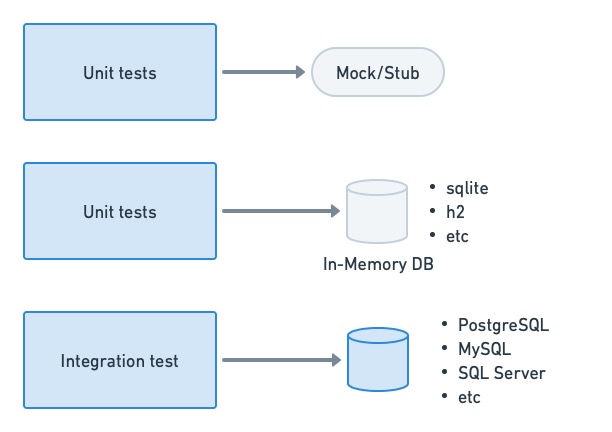 Unit tests
Mock/Stub
Unit tests
• sqlite
• h2
• etc
In-Memory DB
Integration test
• PostgreSQL
• MySQL
• SQL Server
• etc